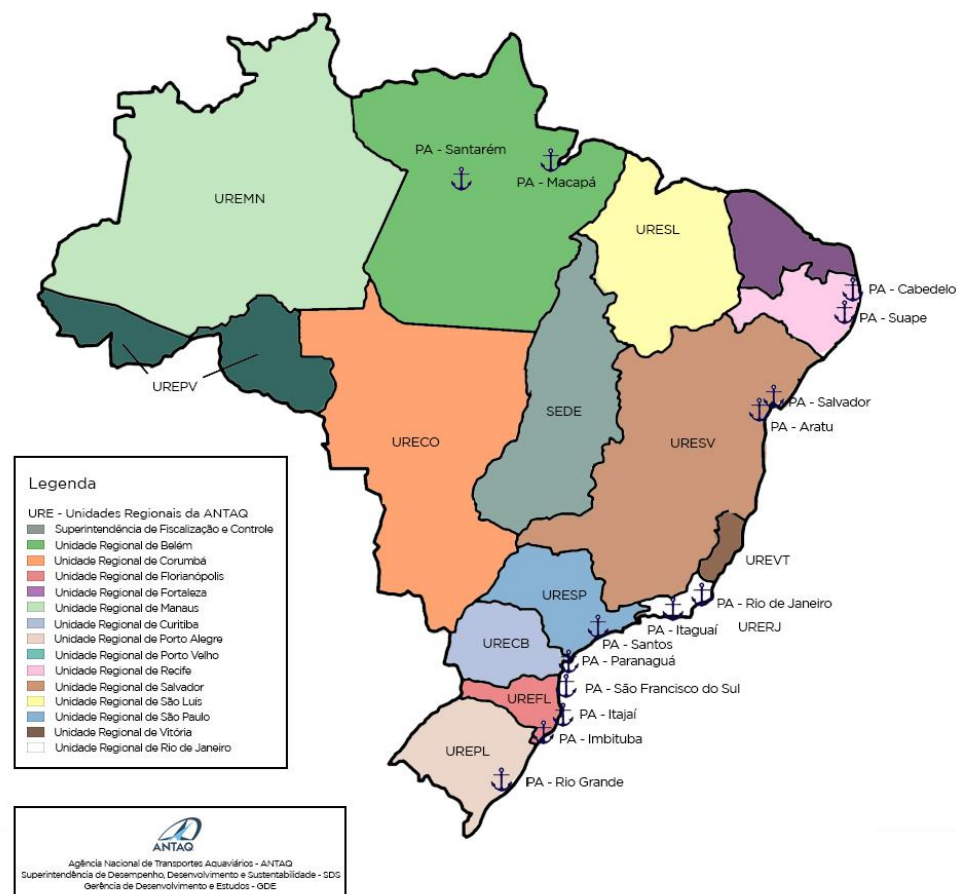 PA - Santarém
PA - Macapá
UREMN
URESL
PA - Cabedelo
PA - Suape
UREPV
SEDE
PA - Salvador
PA - Aratu
URECO
URESV
UREVT
URESP
PA - Rio de Janeiro
PA - Itaguaí
URERJ
PA - Santos
URECB
PA - Paranaguá
PA - São Francisco do Sul
UREFL
PA - Itajaí
PA - Imbituba
UREPL
PA - Rio Grande
Legenda
URE - Unidades Regionais da ANTAQ
Superintendência de Fiscalização e Controle
Unidade Regional de Belém
Unidade Regional de Corumbá
Unidade Regional de Florianópolis
Unidade Regional de Fortaleza
Unidade Regional de Manaus
Unidade Regional de Curitiba
Unidade Regional de Porto Alegre
Unidade Regional de Porto Velho
Unidade Regional de Recife
Unidade Regional de Salvador
Unidade Regional de São Luís
Unidade Regional de São Paulo
Unidade Regional de Vitória
Unidade Regional de Rio de Janeiro
ANTAQ
Agência Nacional de Transportes Aquaviários - ANTAQ
Superintendência de Desempenho, Desenvolvimento e Sustentabilidade - SDS
Gerência de Desenvolvimento e Estudos - GDE